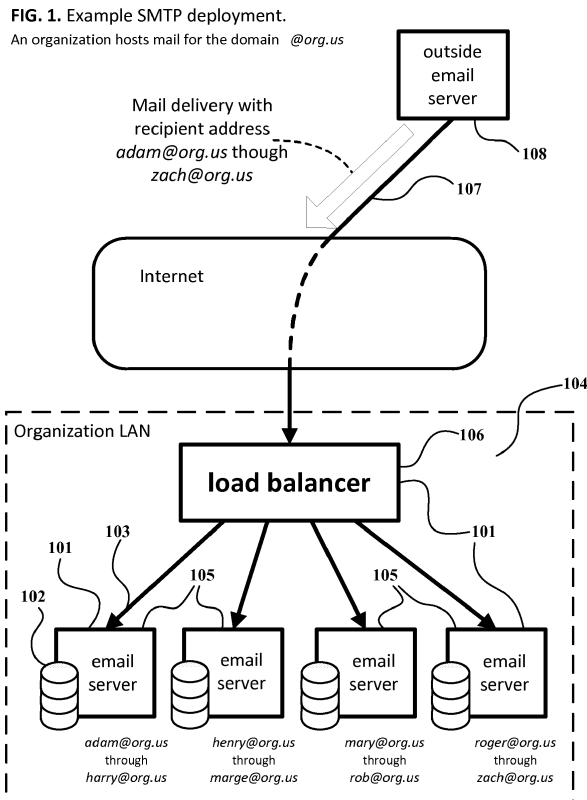 FIG. 1. Example SMTP deployment.
An organization hosts mail for the domain @org.us
outside
email
server
Mail delivery with
recipient address
adam@org.us though
zach@org.us
108
107
Internet
104
Organization LAN
106
load balancer
101
103
101
102
105
105
email
server
email
server
email
server
email
server
adam@org.us
through
harry@org.us
henry@org.us
through
marge@org.us
mary@org.us
through
rob@org.us
roger@org.us
through
zach@org.us